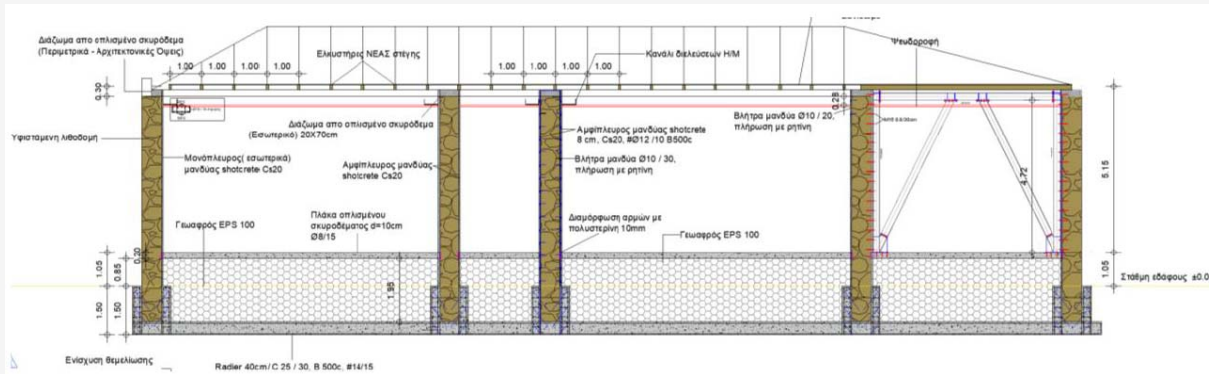 Διάζωμα απο οπλισμένο σκυρόδεμα
(Περιμετρικά - Αρχιτεκτονικές Όψεις)
Ελκυστήρες ΝΕΑΣ στέγης
Κανάλι διελεύσεων Η/Μ
Ψευδοροφή
1.00 1.00 1.00 1.00
1.00 1.00 1.00 1.00
0.30
0.28
Υφιστάμενη λιθοδομή
Διάζωμα απο οπλισμένο σκυρόδεμα
(Εσωτερικό) 20Χ70cm
Αμφίπλευρος μανδύας shotcrete
8 cm, Cs20, #Ø12 /10 B500c
Βλήτρα μανδύα Ø10 / 20,
πλήρωση με ρητίνη
Μονόπλευρος( εσωτερικά)
μανδύας shotcrete Cs20
Αμφίπλευρος μανδύας
shotcrete Cs20
Βλήτρα μανδύα Ø10 / 30,
πλήρωση με ρητίνη
4.72
5.15
Γεωαφρός EPS 100
Πλάκα οπλισμένου
σκυροδέματος d=10cm
Ø8/15
Διαμόρφωση αρμών με
πολυστερίνη 10mm
Γεωαφρός EPS 100
0.20
1.05
0.85
1.95
1.05
Στάθμη εδάφους ±0.0
1.50
1.50
Ενίσχυση θεμελίωσης
Radier 40cm/ C 25 / 30, B 500c, #14/15